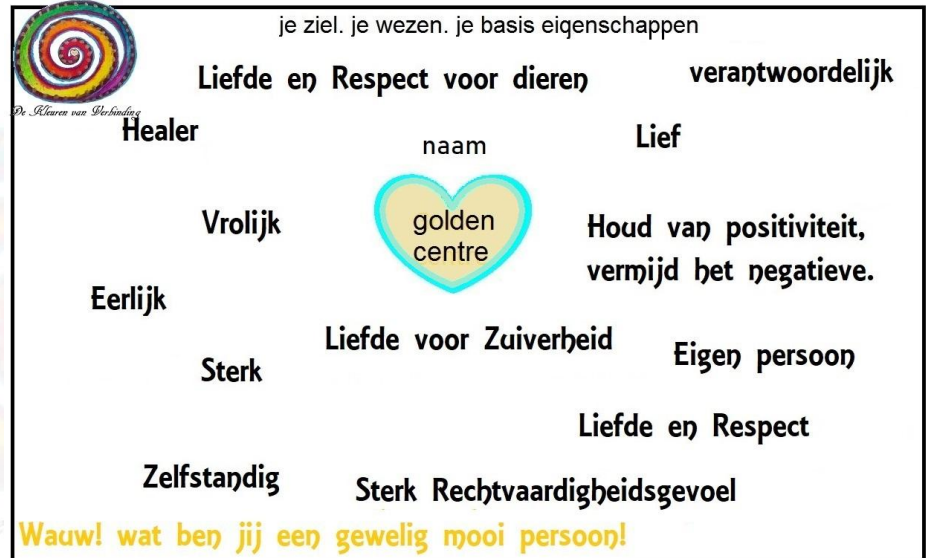 je ziel. je wezen. je basis eigenschappen
Liefde en Respect voor dieren
verantwoordelijk
De Kleuren van Verbinding
Healer
Lief
naam
Vrolijk
golden
centre
Houd van positiviteit,
vermijd het negatieve.
Eerlijk
Liefde voor Zuiverheid
Eigen persoon
Sterk
Liefde en Respect
Zelfstandig
Sterk Rechtvaardigheidsgevoel
Wauw! wat ben jij een gewelig mooi persoon!